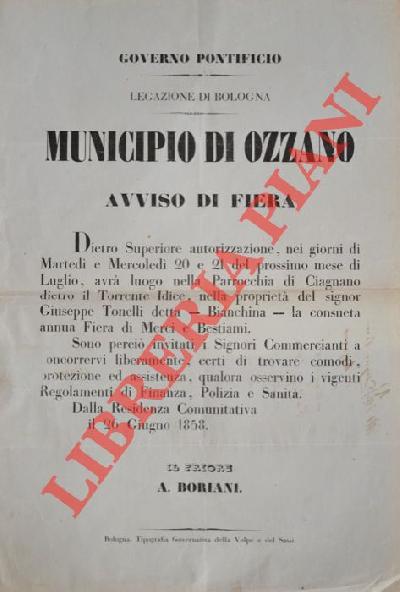 GOVERNO PONTIFICIO
LEGAZIONE DI BOLOGNA
MUNICIPIO DI OZZANO
AVVISO DI FIERA
Dietro Superiore autorizzazione, nei giorni di
Martedì e Mercoledì 20 e 21 del prossimo mese di
Luglio, avrà luogo nella Parrocchia di Ciagnano
dietro il Torrente Idice, nella proprietà del signor
Giuseppe Tonelli detta — Bianchina — la consueta
annua Fiera di Merci e Bestiami.
Sono perciò invitati i Signori Commercianti a
concorrervi liberamente, certi di trovare comodi,
protezione ed assistenza, qualora osservino i vigenti
Regolamenti di Finanza, Polizia e Sanità.
Dalla Residenza Comunitativa
il 26 Giugno 1858.
IL PRIORE
A. BORIANI.
Bologna. Tipografia Governativa della Volpe e del Sassi.
LIBRERIA PIANI